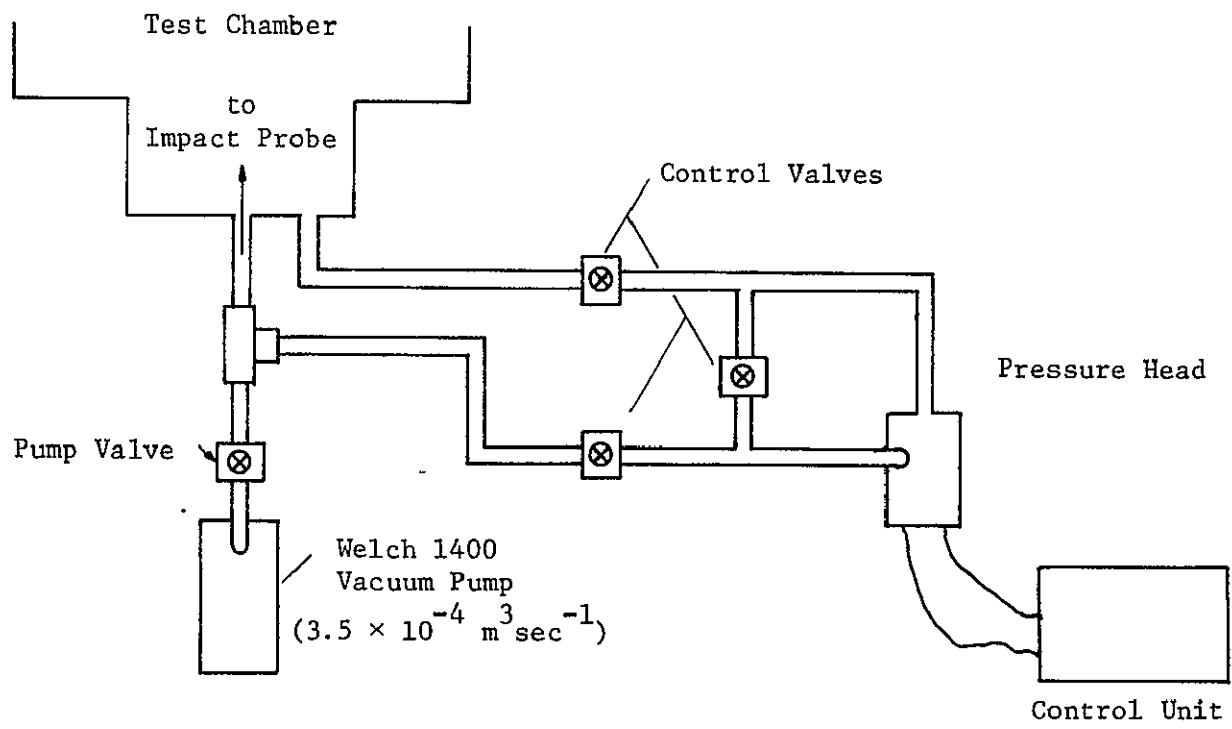 Test Chamber
to
Impact Probe
Control Valves
Pressure Head
Pump Valve
Welch 1400
Vacuum Pump
(3.5 × 10⁻⁴ m³sec⁻¹)
Control Unit